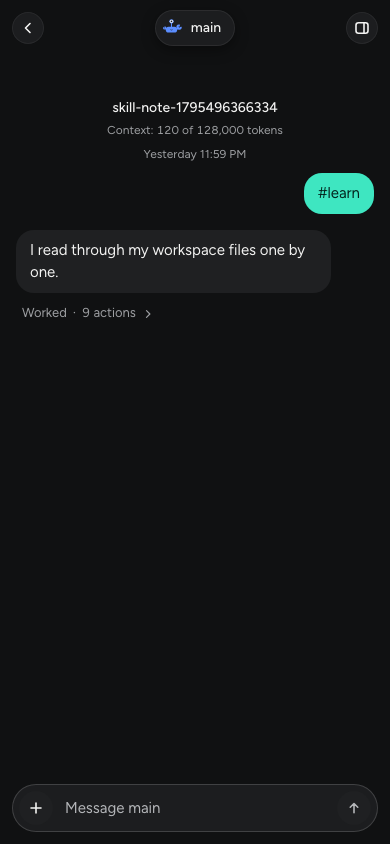 main
skill-note-1795496366334
Context: 120 of 128,000 tokens
Yesterday 11:59 PM
#learn
I read through my workspace files one by
one.
Worked · 9 actions
Message main